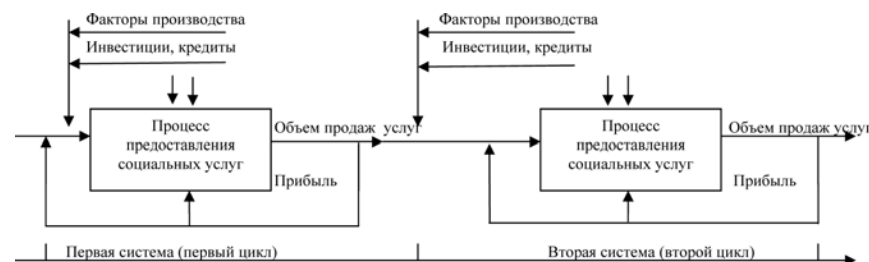 Факторы производства
Инвестиции, кредиты
Факторы производства
Инвестиции, кредиты
Процесс
предоставления
социальных услуг
Объем продаж услуг
Прибыль
Процесс
предоставления
социальных услуг
Объем продаж услуг
Прибыль
Первая система (первый цикл)
Вторая система (второй цикл)